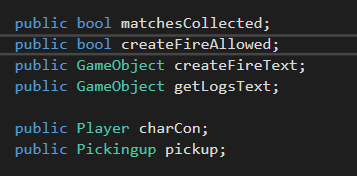 public bool matchesCollected;
public bool createFireAllowed;
public GameObject createFireText;
public GameObject getLogsText;
public Player charCon;
public Pickingup pickup;